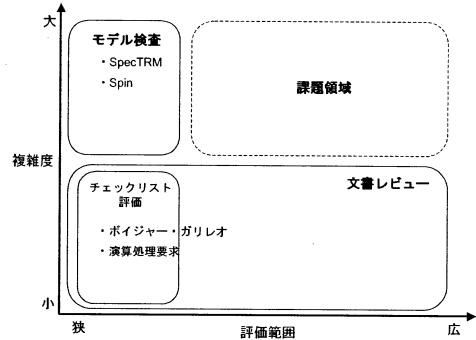 大
モデル検査
・SpecTRM
・Spin
課題領域
複雑度
文書レビュー
チェックリスト
評価
・ボイジャー・ガリレオ
・演算処理要求
小
狭
評価範囲
広